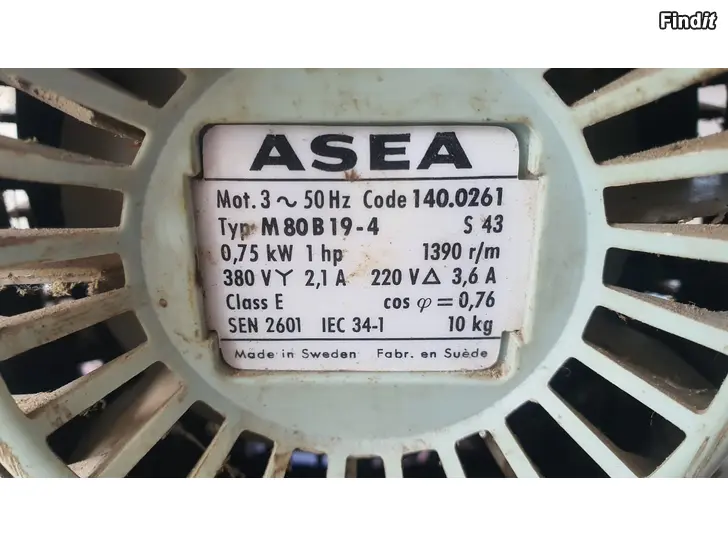 Findit
ASEA
Mot. 3 ~ 50 Hz Code 140.0261
Typ M 80 B 19-4 S 43
0,75 kW 1 hp 1390 r/m
380 V Y 2,1 A 220 V △ 3,6 A
Class E cos φ = 0,76
SEN 2601 IEC 34-1 10 kg
Made in Sweden Fabr. en Suède